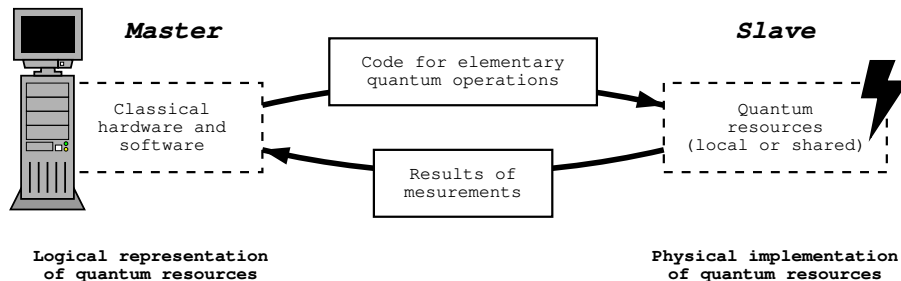 Master
Slave
Code for elementary
quantum operations
Classical
hardware and
software
Quantum
resources
(local or shared)
Results of
mesurements
Logical representation
of quantum resources
Physical implementation
of quantum resources